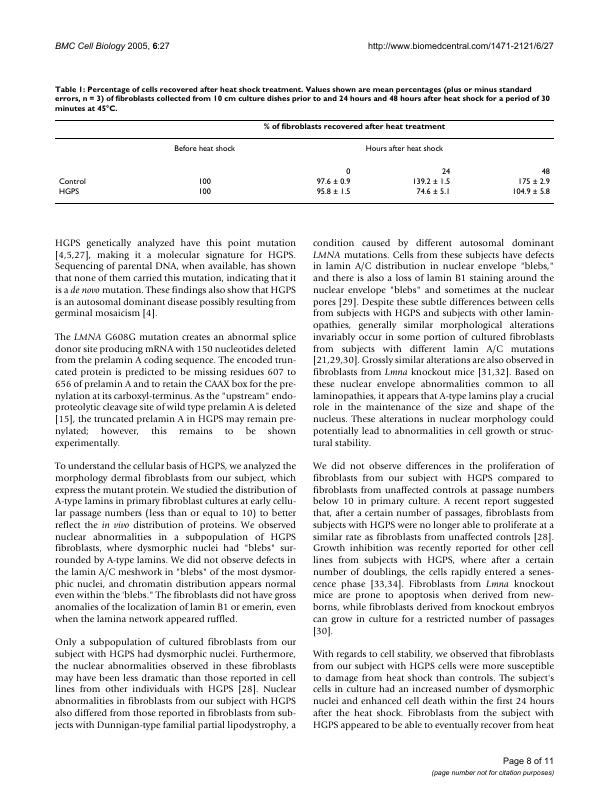 BMC Cell Biology 2005, 6:27
http://www.biomedcentral.com/1471-2121/6/27
Table 1: Percentage of cells recovered after heat shock treatment. Values shown are mean percentages (plus or minus standard
errors, n = 3) of fibroblasts collected from 10 cm culture dishes prior to and 24 hours and 48 hours after heat shock for a period of 30
minutes at 45°C.
% of fibroblasts recovered after heat treatment
Before heat shock Hours after heat shock
0 24 48
Control 100 97.6 ± 0.9 139.2 ± 1.5 175 ± 2.9
HGPS 100 95.8 ± 1.5 74.6 ± 5.1 104.9 ± 5.8
HGPS genetically analyzed have this point mutation
[4,5,27], making it a molecular signature for HGPS.
Sequencing of parental DNA, when available, has shown
that none of them carried this mutation, indicating that it
is a de novo mutation. These findings also show that HGPS
is an autosomal dominant disease possibly resulting from
germinal mosaicism [4].
The LMNA G608G mutation creates an abnormal splice
donor site producing mRNA with 150 nucleotides deleted
from the prelamin A coding sequence. The encoded trun-
cated protein is predicted to be missing residues 607 to
656 of prelamin A and to retain the CAAX box for the pre-
nylation at its carboxyl-terminus. As the "upstream" endo-
proteolytic cleavage site of wild type prelamin A is deleted
[15], the truncated prelamin A in HGPS may remain pre-
nylated; however, this remains to be shown
experimentally.
To understand the cellular basis of HGPS, we analyzed the
morphology dermal fibroblasts from our subject, which
express the mutant protein. We studied the distribution of
A-type lamins in primary fibroblast cultures at early cellu-
lar passage numbers (less than or equal to 10) to better
reflect the in vivo distribution of proteins. We observed
nuclear abnormalities in a subpopulation of HGPS
fibroblasts, where dysmorphic nuclei had "blebs" sur-
rounded by A-type lamins. We did not observe defects in
the lamin A/C meshwork in "blebs" of the most dysmor-
phic nuclei, and chromatin distribution appears normal
even within the 'blebs." The fibroblasts did not have gross
anomalies of the localization of lamin B1 or emerin, even
when the lamina network appeared ruffled.
Only a subpopulation of cultured fibroblasts from our
subject with HGPS had dysmorphic nuclei. Furthermore,
the nuclear abnormalities observed in these fibroblasts
may have been less dramatic than those reported in cell
lines from other individuals with HGPS [28]. Nuclear
abnormalities in fibroblasts from our subject with HGPS
also differed from those reported in fibroblasts from sub-
jects with Dunnigan-type familial partial lipodystrophy, a
condition caused by different autosomal dominant
LMNA mutations. Cells from these subjects have defects
in lamin A/C distribution in nuclear envelope "blebs,"
and there is also a loss of lamin B1 staining around the
nuclear envelope "blebs" and sometimes at the nuclear
pores [29]. Despite these subtle differences between cells
from subjects with HGPS and subjects with other lamin-
opathies, generally similar morphological alterations
invariably occur in some portion of cultured fibroblasts
from subjects with different lamin A/C mutations
[21,29,30]. Grossly similar alterations are also observed in
fibroblasts from Lmna knockout mice [31,32]. Based on
these nuclear envelope abnormalities common to all
laminopathies, it appears that A-type lamins play a crucial
role in the maintenance of the size and shape of the
nucleus. These alterations in nuclear morphology could
potentially lead to abnormalities in cell growth or struc-
tural stability.
We did not observe differences in the proliferation of
fibroblasts from our subject with HGPS compared to
fibroblasts from unaffected controls at passage numbers
below 10 in primary culture. A recent report suggested
that, after a certain number of passages, fibroblasts from
subjects with HGPS were no longer able to proliferate at a
similar rate as fibroblasts from unaffected controls [28].
Growth inhibition was recently reported for other cell
lines from subjects with HGPS, where after a certain
number of doublings, the cells rapidly entered a senes-
cence phase [33,34]. Fibroblasts from Lmna knockout
mice are prone to apoptosis when derived from new-
borns, while fibroblasts derived from knockout embryos
can grow in culture for a restricted number of passages
[30].
With regards to cell stability, we observed that fibroblasts
from our subject with HGPS cells were more susceptible
to damage from heat shock than controls. The subject's
cells in culture had an increased number of dysmorphic
nuclei and enhanced cell death within the first 24 hours
after the heat shock. Fibroblasts from the subject with
HGPS appeared to be able to eventually recover from heat
Page 8 of 11
(page number not for citation purposes)